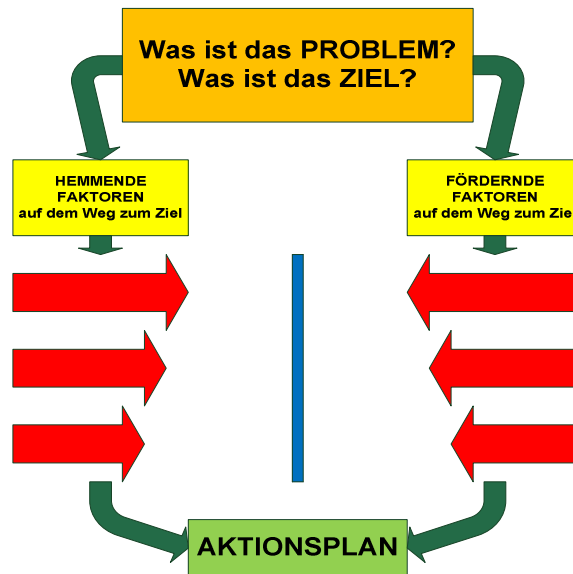 Was ist das PROBLEM?
Was ist das ZIEL?
HEMMENDE
FAKTOREN
auf dem Weg zum Ziel
FÖRDERNDE
FAKTOREN
auf dem Weg zum Zie
AKTIONSPLAN